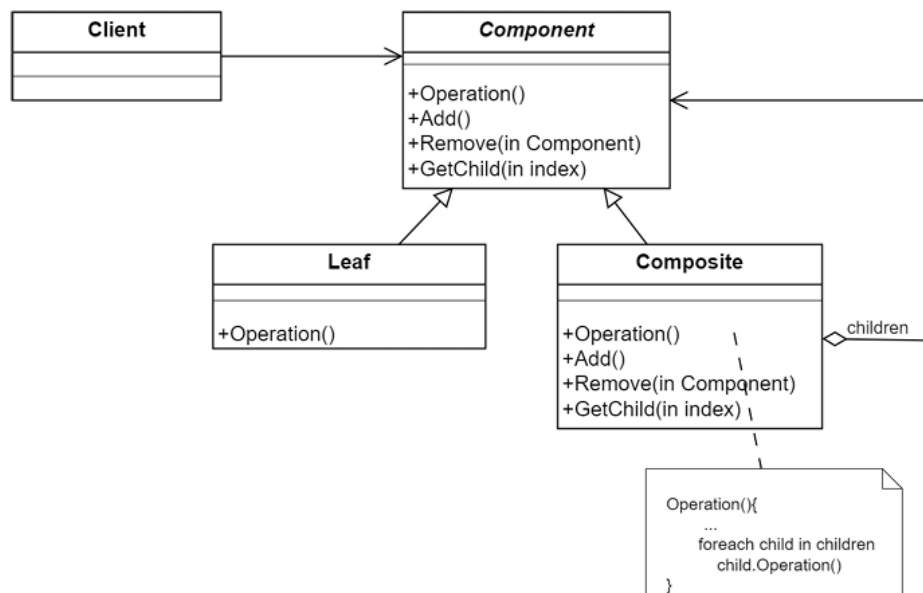 Client
Component
+Operation()
+Add()
+Remove(in Component)
+GetChild(in index)
Leaf
+Operation()
Composite
+Operation()
+Add()
+Remove(in Component)
+GetChild(in index)
children
Operation(){
...
foreach child in children
child.Operation()
}